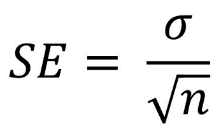 SE = σ / √n